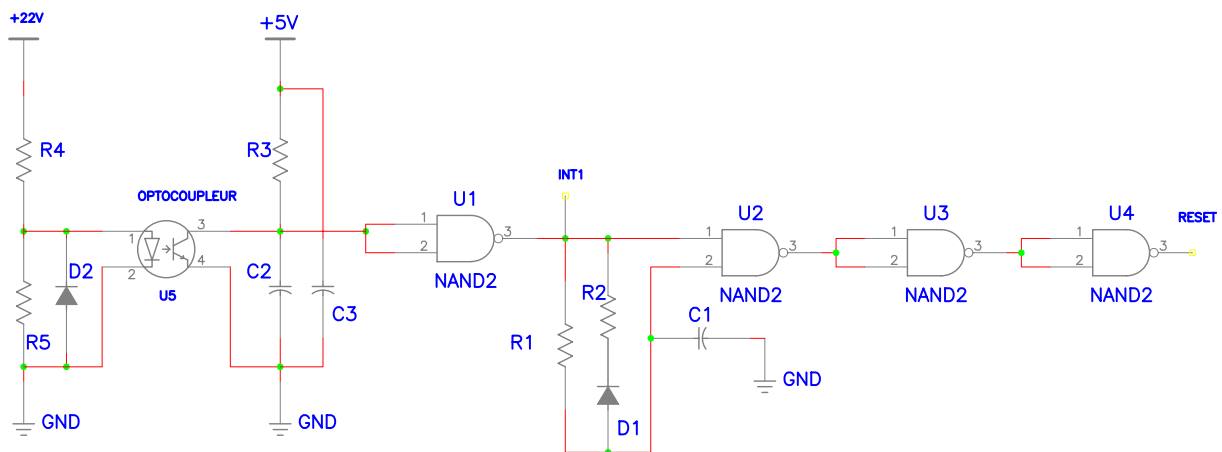 +22V
+5V
R4
R3
OPTOCOUPLEUR
1
3
2
4
U5
D2
R5
C2
C3
GND
GND
U1
1
2
3
NAND2
INT1
R1
R2
D1
C1
GND
U2
1
2
3
NAND2
U3
1
2
3
NAND2
U4
1
2
3
NAND2
RESET